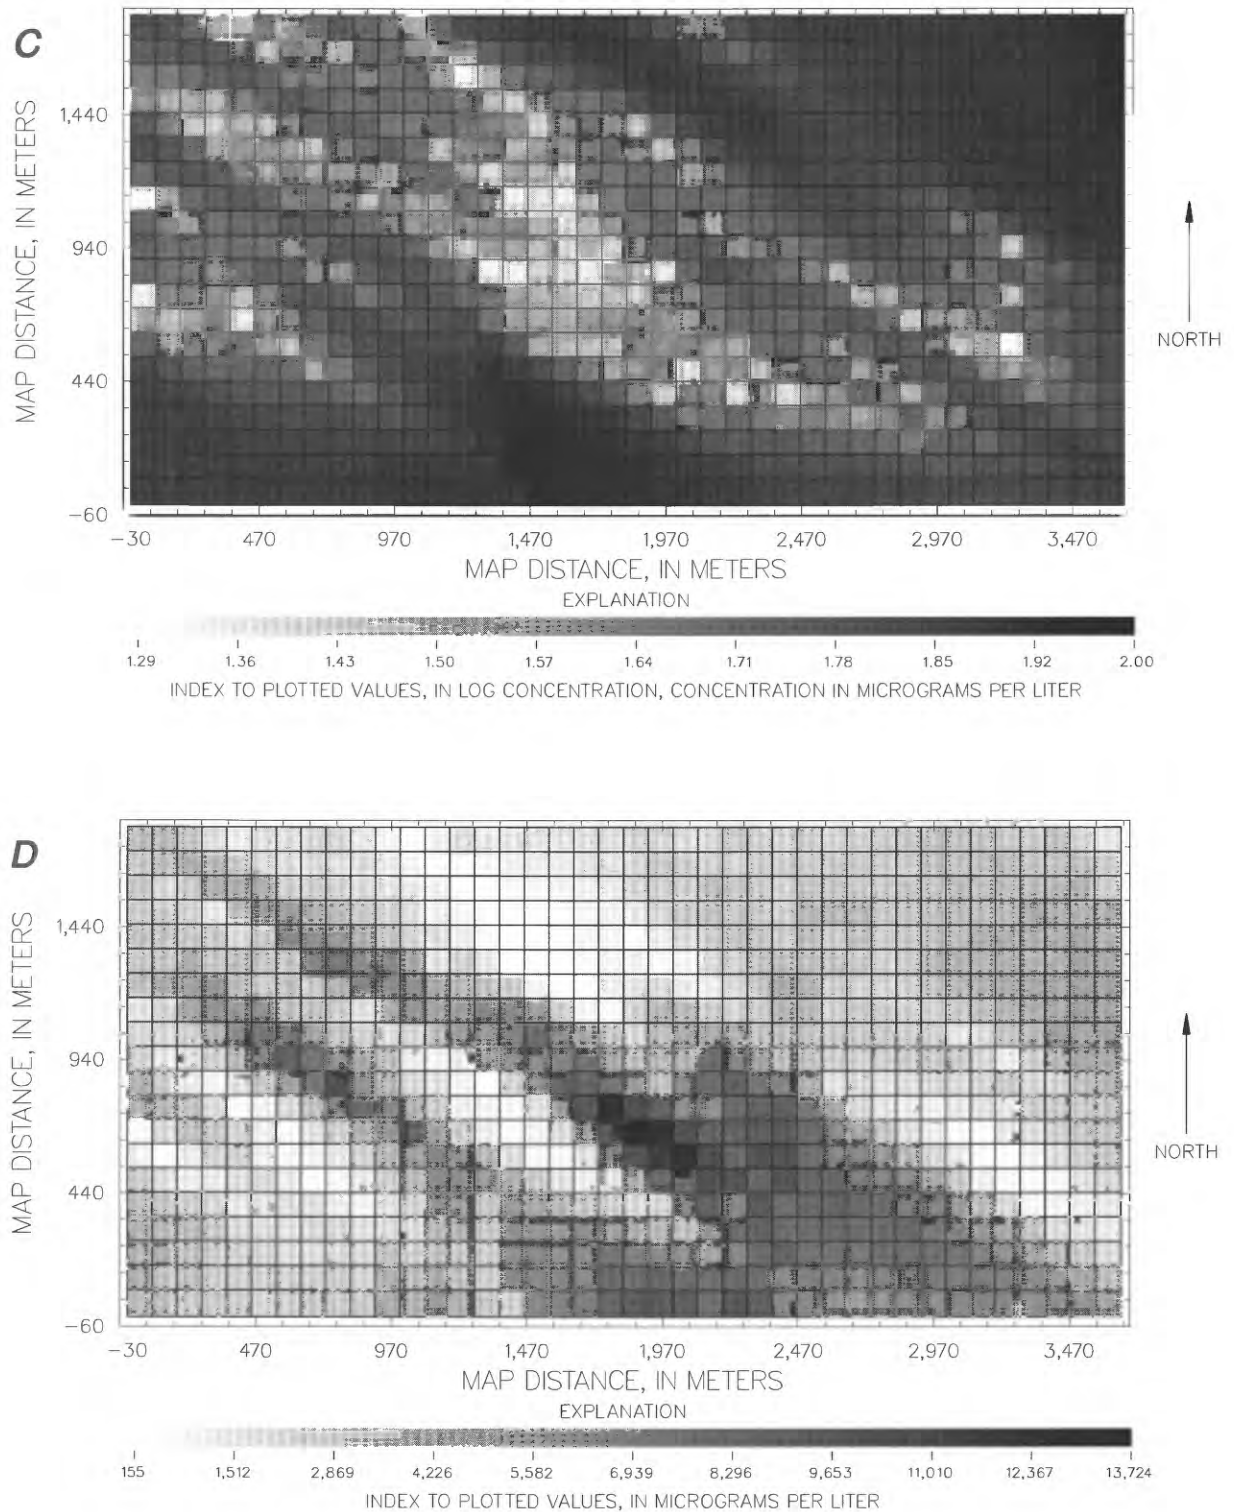 C
MAP DISTANCE, IN METERS
1,440
940
440
−60
−30 470 970 1,470 1,970 2,470 2,970 3,470
MAP DISTANCE, IN METERS
NORTH
EXPLANATION
1.29 1.36 1.43 1.50 1.57 1.64 1.71 1.78 1.85 1.92 2.00
INDEX TO PLOTTED VALUES, IN LOG CONCENTRATION, CONCENTRATION IN MICROGRAMS PER LITER
D
MAP DISTANCE, IN METERS
1,440
940
440
−60
−30 470 970 1,470 1,970 2,470 2,970 3,470
MAP DISTANCE, IN METERS
NORTH
EXPLANATION
155 1,512 2,869 4,226 5,582 6,939 8,296 9,653 11,010 12,367 13,724
INDEX TO PLOTTED VALUES, IN MICROGRAMS PER LITER